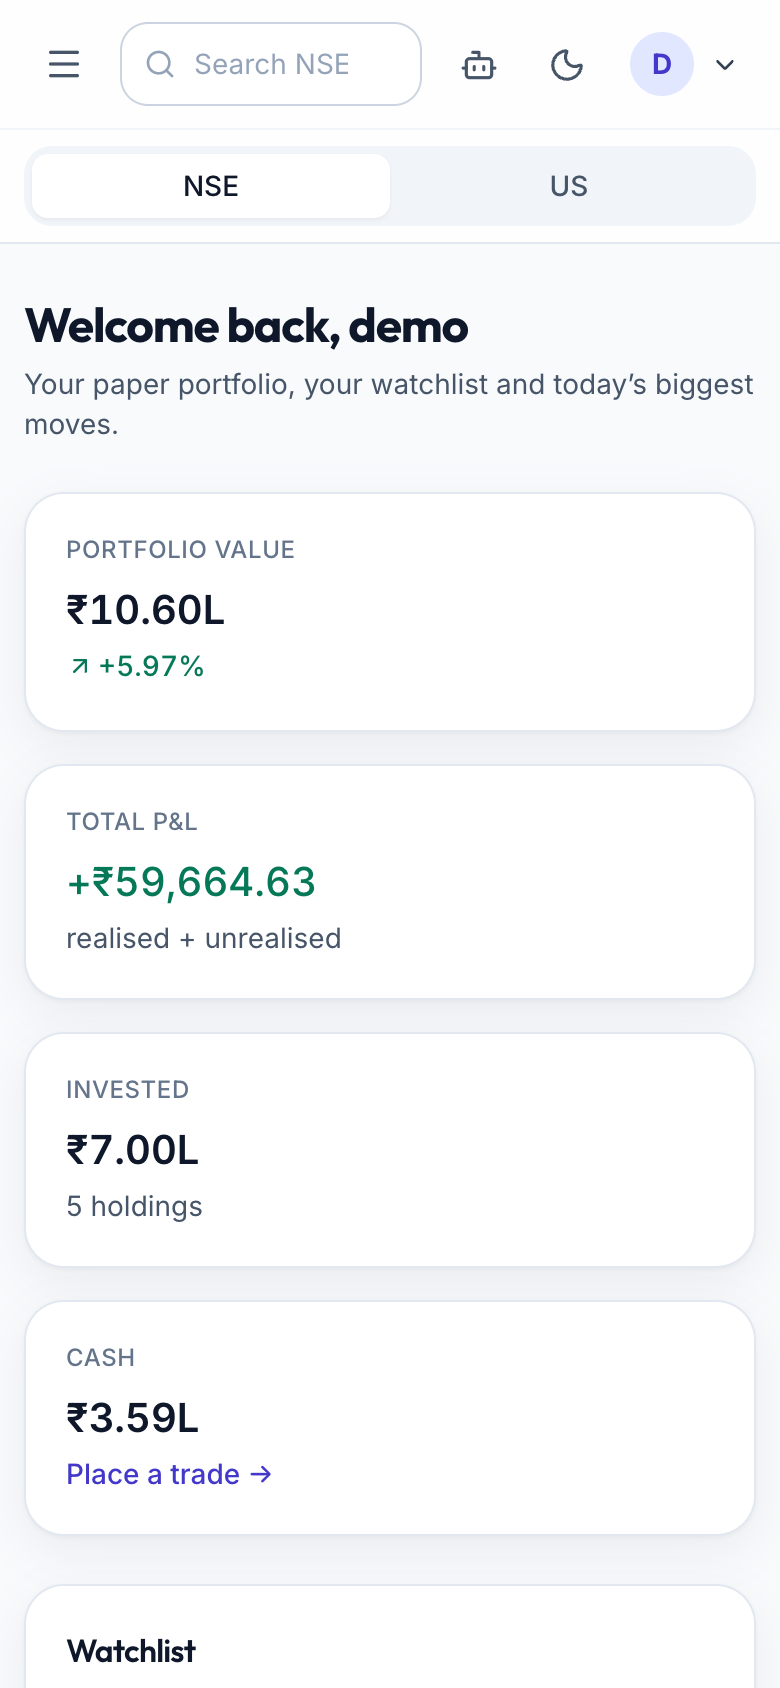 Search NSE
D
NSE
US
Welcome back, demo
Your paper portfolio, your watchlist and today’s biggest
moves.
PORTFOLIO VALUE
₹10.60L
+5.97%
TOTAL P&L
+₹59,664.63
realised + unrealised
INVESTED
₹7.00L
5 holdings
CASH
₹3.59L
Place a trade →
Watchlist